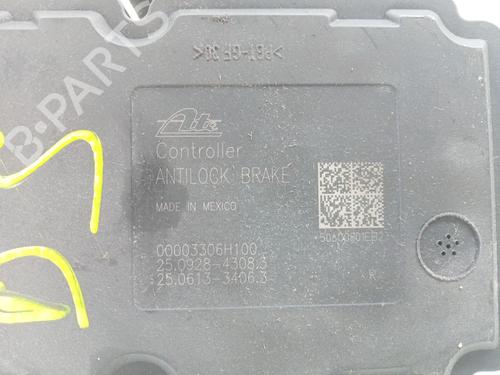 >PBT-GF30<
B-PARTS
Ate
Controller
ANTILOCK BRAKE
MADE IN MEXICO
00003306H100
25.0928-4308.3
25.0613-3406.3